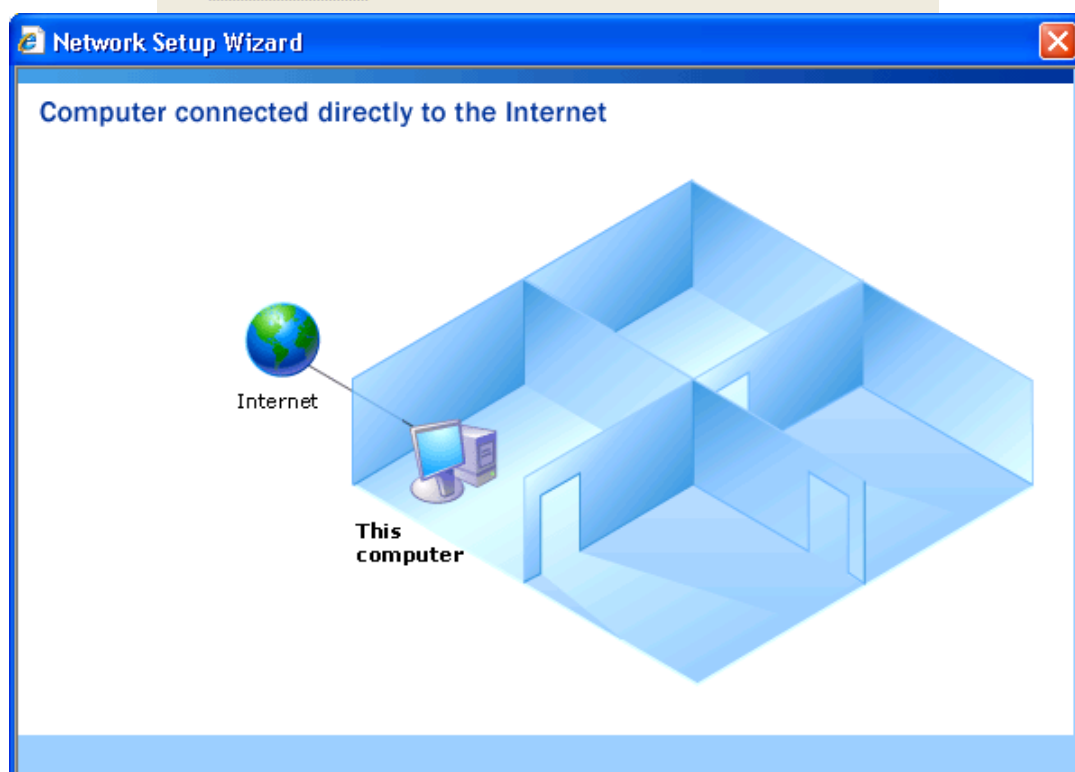 Network Setup Wizard
Computer connected directly to the Internet
Internet
This
computer